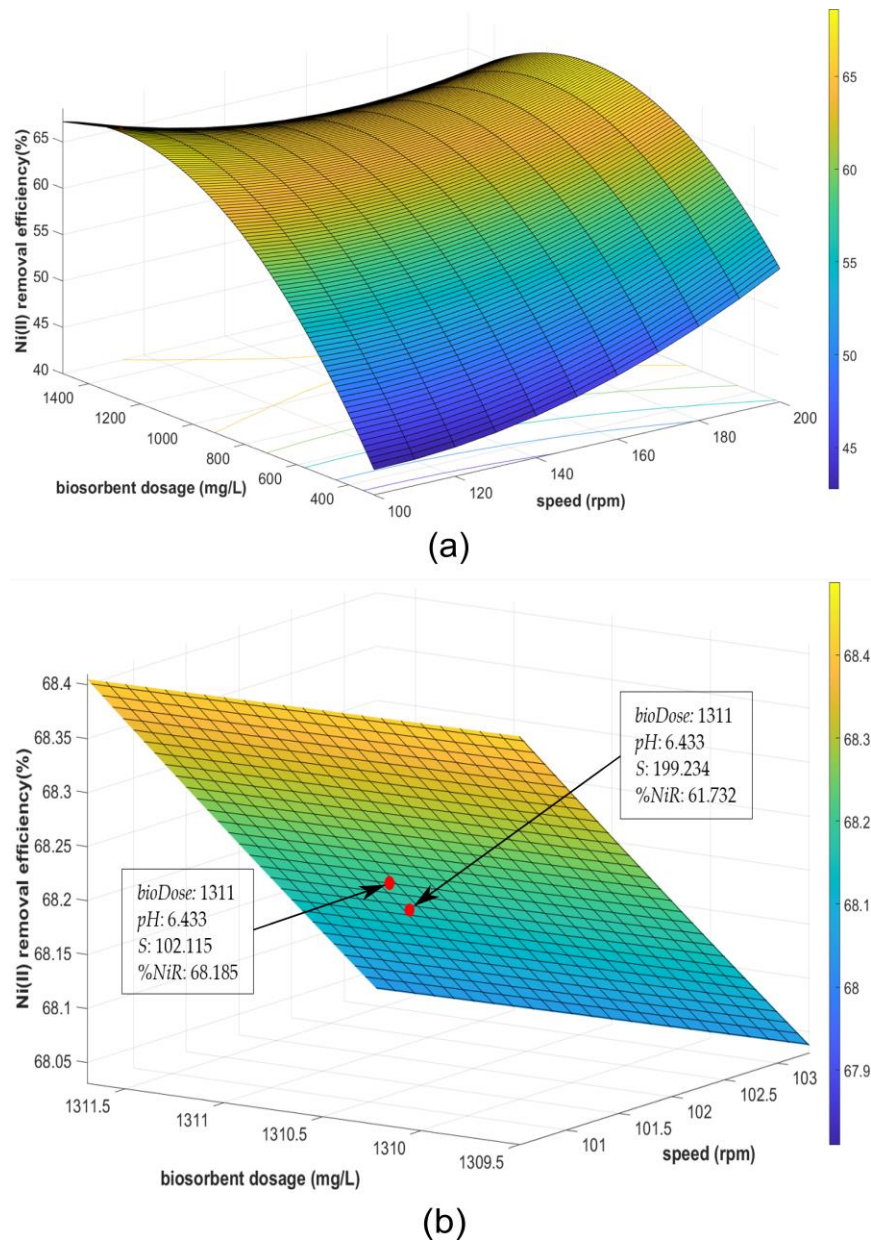 Ni(II) removal efficiency(%)
65
60
55
50
45
40
1400
1200
1000
800
600
400
biosorbent dosage (mg/L)
100
120
140
160
180
200
speed (rpm)
65
60
55
50
45
(a)
Ni(II) removal efficiency(%)
68.4
68.35
68.3
68.25
68.2
68.15
68.1
68.05
bioDose: 1311
pH: 6.433
S: 199.234
%NiR: 61.732
bioDose: 1311
pH: 6.433
S: 102.115
%NiR: 68.185
1311.5
1311
1310.5
1310
1309.5
biosorbent dosage (mg/L)
101
101.5
102
102.5
103
speed (rpm)
68.4
68.3
68.2
68.1
68
67.9
(b)